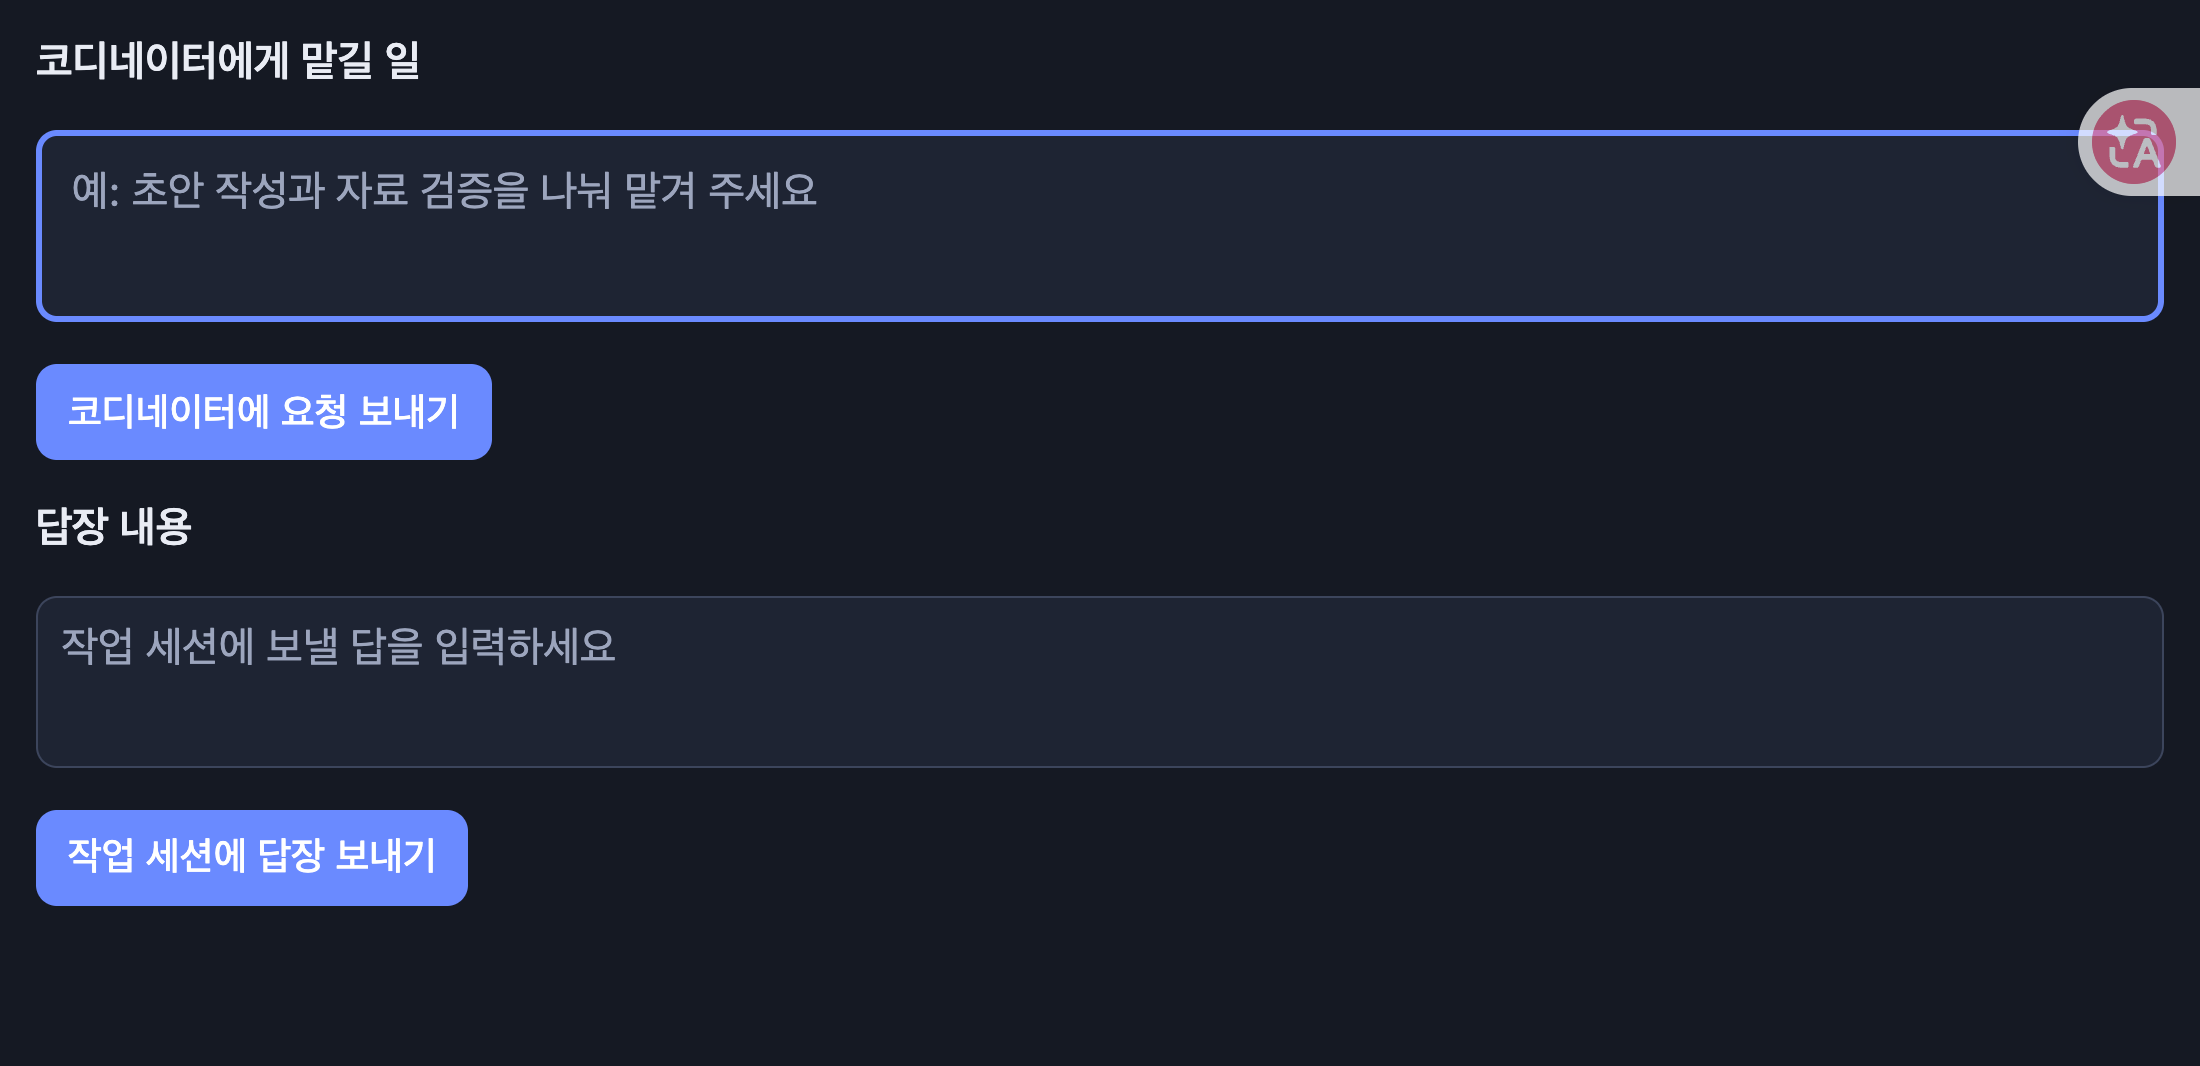 코디네이터에게 맡길 일
예: 초안 작성과 자료 검증을 나눠 맡겨 주세요
코디네이터에 요청 보내기
답장 내용
작업 세션에 보낼 답을 입력하세요
작업 세션에 답장 보내기